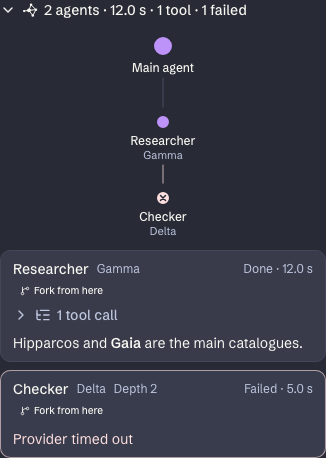 2 agents · 12.0 s · 1 tool · 1 failed
Main agent
Researcher
Gamma
Checker
Delta
Researcher Gamma Done · 12.0 s
Fork from here
1 tool call
Hipparcos and Gaia are the main catalogues.
Checker Delta Depth 2 Failed · 5.0 s
Fork from here
Provider timed out